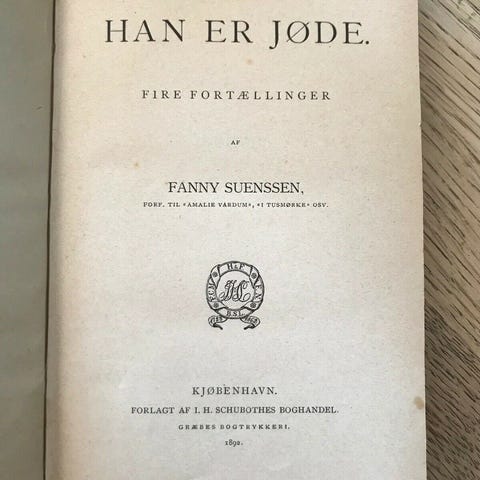 HAN ER JØDE.
FIRE FORTÆLLINGER
AF
FANNY SUENSSEN,
FORF. TIL »AMALIE VARDUM«, »I TUSMØRKE« OSV.
KJØBENHAVN.
FORLAGT AF I. H. SCHUBOTHES BOGHANDEL.
GRÆBES BOGTRYKKERI.
1892.